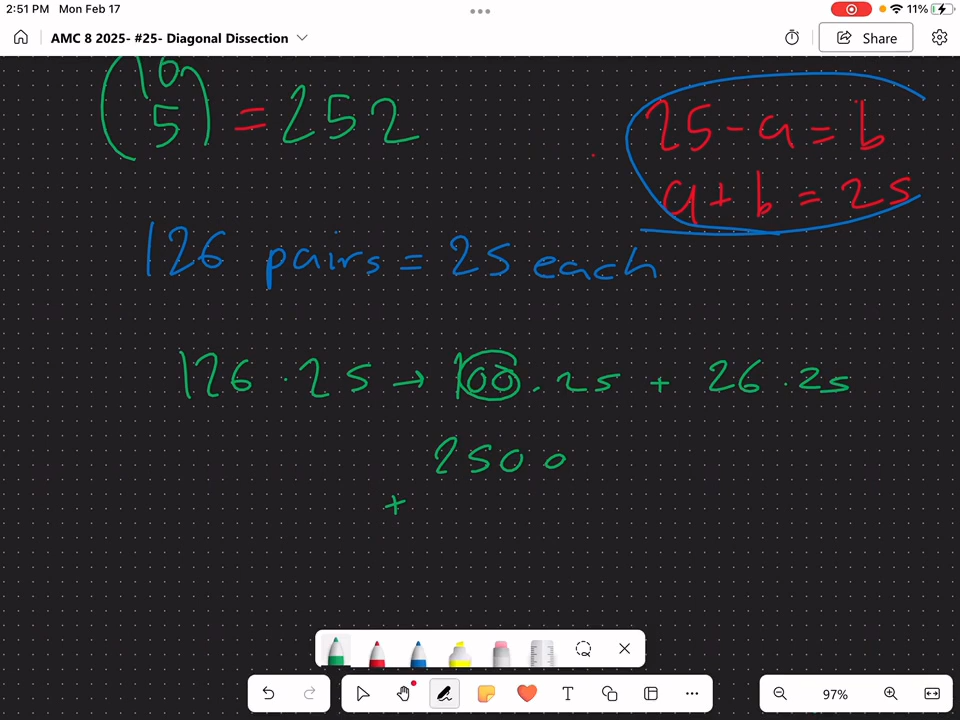 2:51 PM Mon Feb 17
11%
AMC 8 2025- #25- Diagonal Dissection
Share
(10
5) = 252
25 - a = b
a + b = 25
126 pairs = 25 each
126 · 25 → 100 · 25 + 26 · 25
2500
+
T
97%